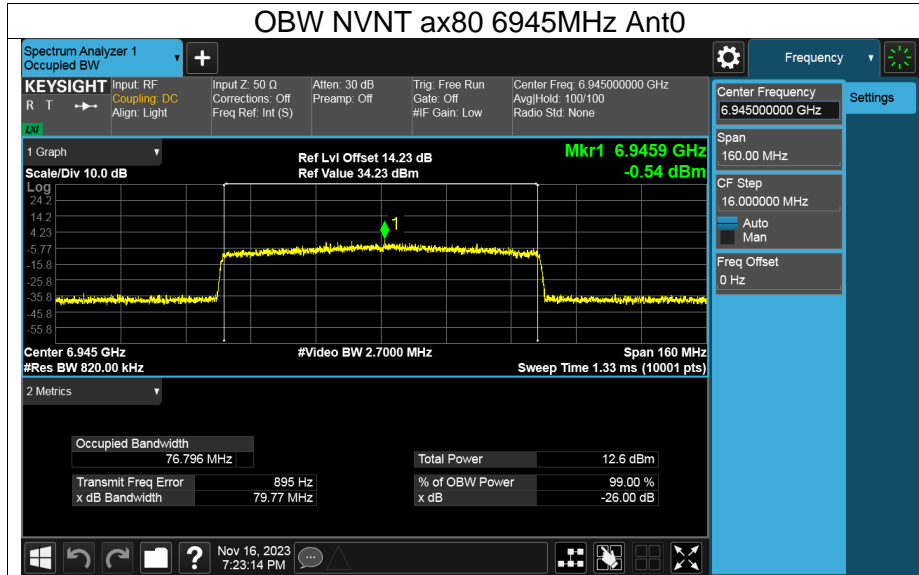 OBW NVNT ax80 6945MHz Ant0
Spectrum Analyzer 1
Occupied BW
+
Frequency
KEYSIGHT
R T
LXI
Input: RF
Coupling: DC
Align: Light
Input Z: 50 Ω
Corrections: Off
Freq Ref: Int (S)
Atten: 30 dB
Preamp: Off
Trig: Free Run
Gate: Off
#IF Gain: Low
Center Freq: 6.945000000 GHz
Avg|Hold: 100/100
Radio Std: None
Center Frequency
6.945000000 GHz
Settings
Span
160.00 MHz
CF Step
16.000000 MHz
Auto
Man
Freq Offset
0 Hz
1 Graph
Ref Lvl Offset 14.23 dB
Mkr1 6.9459 GHz
Scale/Div 10.0 dB
Ref Value 34.23 dBm
-0.54 dBm
Log
24.2
14.2
4.23
-5.77
-15.8
-25.8
-35.8
-45.8
-55.8
1
Center 6.945 GHz
#Video BW 2.7000 MHz
Span 160 MHz
#Res BW 820.00 kHz
Sweep Time 1.33 ms (10001 pts)
2 Metrics
Occupied Bandwidth
76.796 MHz
Total Power 12.6 dBm
Transmit Freq Error 895 Hz
% of OBW Power 99.00 %
x dB Bandwidth 79.77 MHz
x dB -26.00 dB
?
Nov 16, 2023
7:23:14 PM